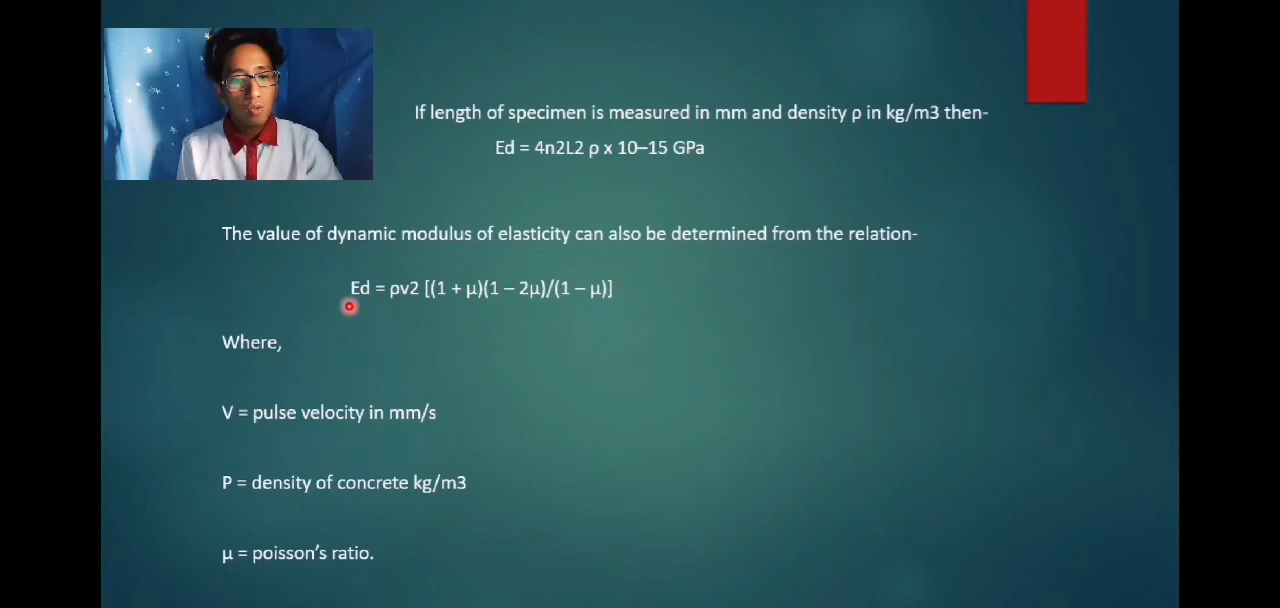 If length of specimen is measured in mm and density ρ in kg/m3 then-
Ed = 4n2L2 ρ x 10–15 GPa
The value of dynamic modulus of elasticity can also be determined from the relation-
Ed = ρv2 [(1 + μ)(1 – 2μ)/(1 – μ)]
Where,
V = pulse velocity in mm/s
P = density of concrete kg/m3
μ = poisson’s ratio.